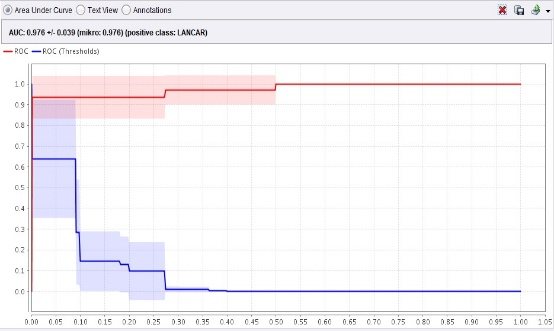 Area Under Curve Text View Annotations
AUC: 0.976 +/- 0.039 (mikro: 0.976) (positive class: LANCAR)
ROC ROC (Thresholds)
1.0
0.9
0.8
0.7
0.6
0.5
0.4
0.3
0.2
0.1
0.0
0.00 0.05 0.10 0.15 0.20 0.25 0.30 0.35 0.40 0.45 0.50 0.55 0.60 0.65 0.70 0.75 0.80 0.85 0.90 0.95 1.00 1.05